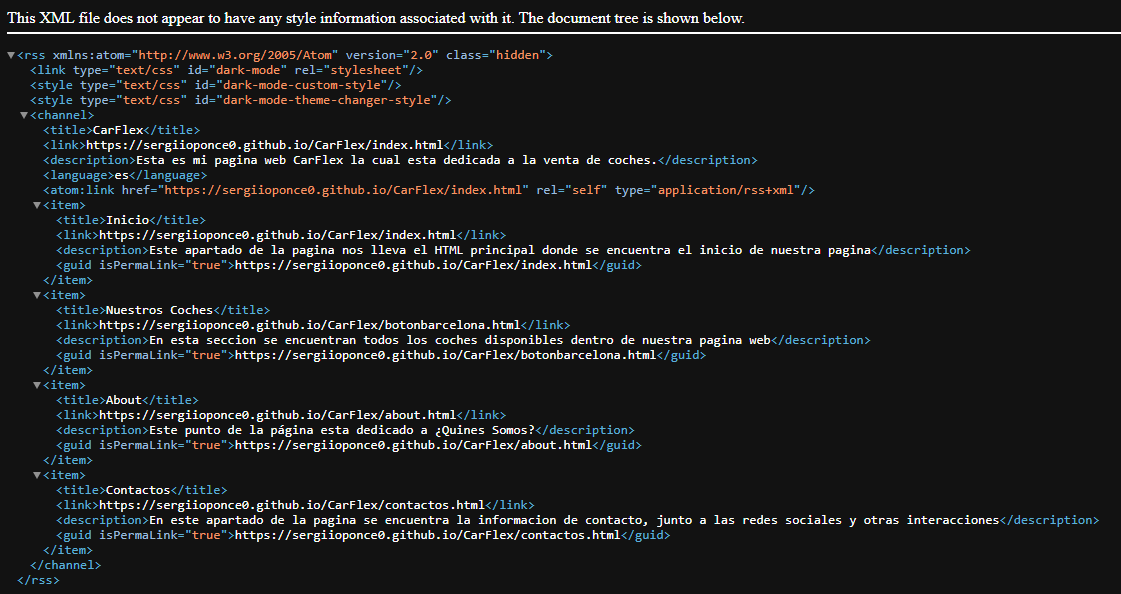 This XML file does not appear to have any style information associated with it. The document tree is shown below.
▼<rss xmlns:atom="http://www.w3.org/2005/Atom" version="2.0" class="hidden">
<link type="text/css" id="dark-mode" rel="stylesheet"/>
<style type="text/css" id="dark-mode-custom-style"/>
<style type="text/css" id="dark-mode-theme-changer-style"/>
▼<channel>
<title>CarFlex</title>
<link>https://sergiioponce0.github.io/CarFlex/index.html</link>
<description>Esta es mi pagina web CarFlex la cual esta dedicada a la venta de coches.</description>
<language>es</language>
<atom:link href="https://sergiioponce0.github.io/CarFlex/index.html" rel="self" type="application/rss+xml"/>
▼<item>
<title>Inicio</title>
<link>https://sergiioponce0.github.io/CarFlex/index.html</link>
<description>Este apartado de la pagina nos lleva el HTML principal donde se encuentra el inicio de nuestra pagina</description>
<guid isPermaLink="true">https://sergiioponce0.github.io/CarFlex/index.html</guid>
</item>
▼<item>
<title>Nuestros Coches</title>
<link>https://sergiioponce0.github.io/CarFlex/botonbarcelona.html</link>
<description>En esta seccion se encuentran todos los coches disponibles dentro de nuestra pagina web</description>
<guid isPermaLink="true">https://sergiioponce0.github.io/CarFlex/botonbarcelona.html</guid>
</item>
▼<item>
<title>About</title>
<link>https://sergiioponce0.github.io/CarFlex/about.html</link>
<description>Este punto de la página esta dedicado a ¿Quines Somos?</description>
<guid isPermaLink="true">https://sergiioponce0.github.io/CarFlex/about.html</guid>
</item>
▼<item>
<title>Contactos</title>
<link>https://sergiioponce0.github.io/CarFlex/contactos.html</link>
<description>En este apartado de la pagina se encuentra la informacion de contacto, junto a las redes sociales y otras interacciones</description>
<guid isPermaLink="true">https://sergiioponce0.github.io/CarFlex/contactos.html</guid>
</item>
</channel>
</rss>